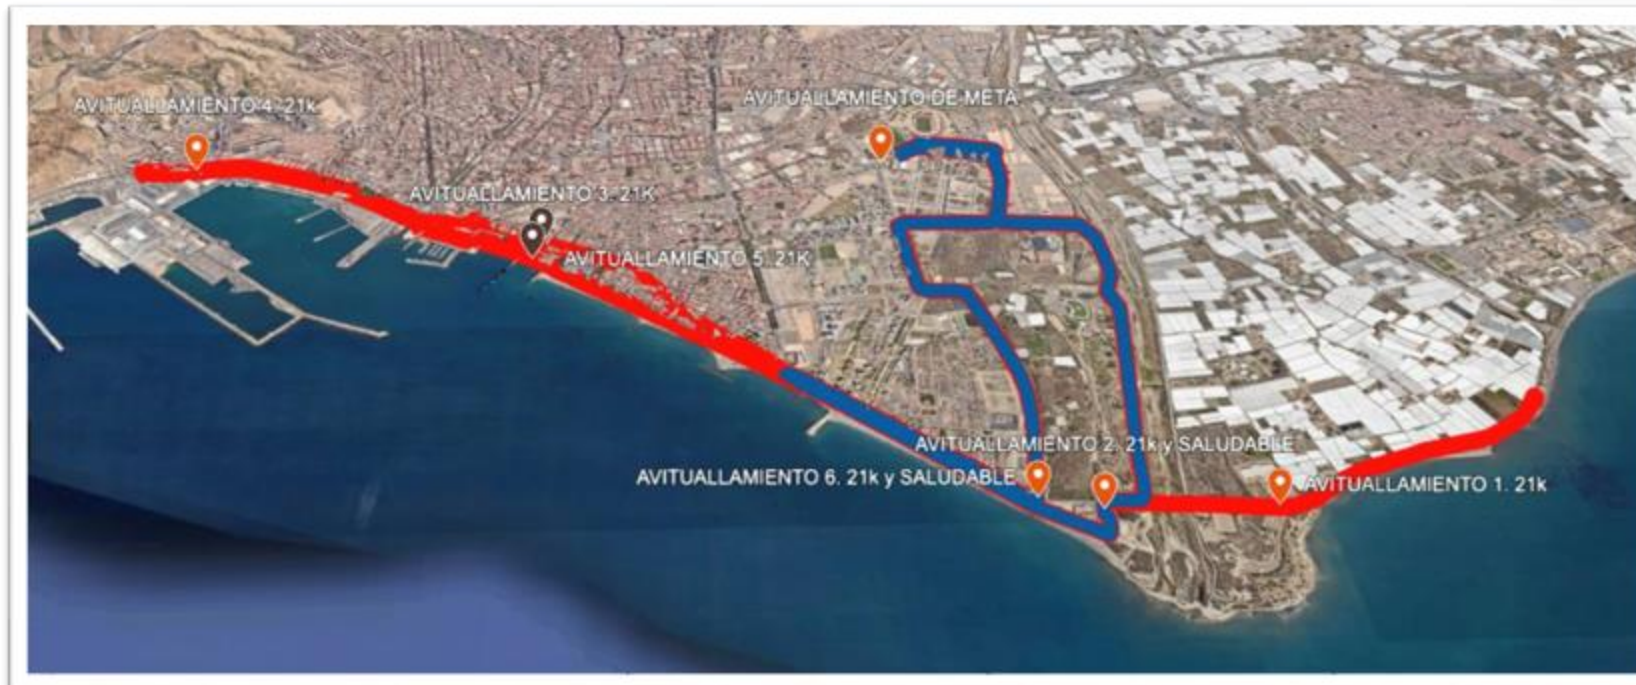 AVITUALLAMIENTO 4. 21k
AVITUALLAMIENTO DE META
AVITUALLAMIENTO 3. 21K
AVITUALLAMIENTO 5. 21K
AVITUALLAMIENTO 2. 21k y SALUDABLE
AVITUALLAMIENTO 6. 21k y SALUDABLE
AVITUALLAMIENTO 1. 21k